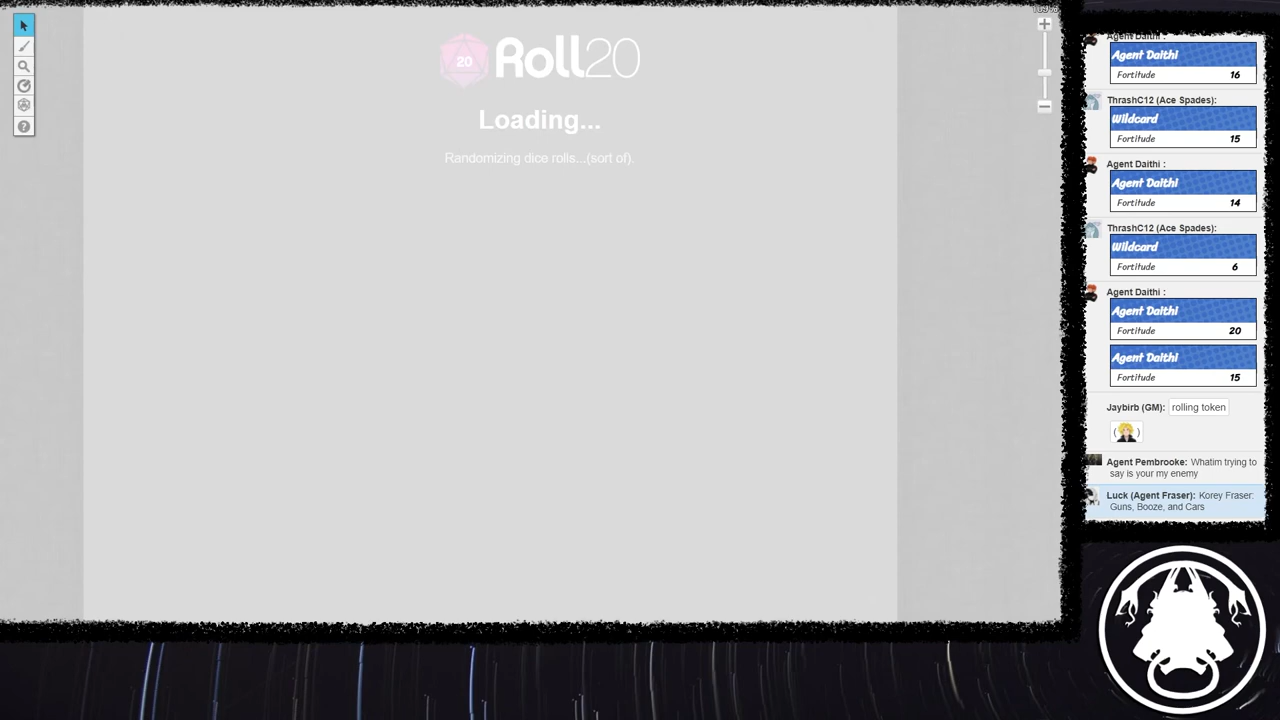 20 Roll20
Loading...
Randomizing dice rolls...(sort of).
Agent Daithi :
Agent Daithi
Fortitude 16
ThrashC12 (Ace Spades):
Wildcard
Fortitude 15
Agent Daithi :
Agent Daithi
Fortitude 14
ThrashC12 (Ace Spades):
Wildcard
Fortitude 6
Agent Daithi :
Agent Daithi
Fortitude 20
Agent Daithi
Fortitude 15
Jaybirb (GM): rolling token
( )
Agent Pembrooke: Whatim trying to
say is your my enemy
Luck (Agent Fraser): Korey Fraser:
Guns, Booze, and Cars